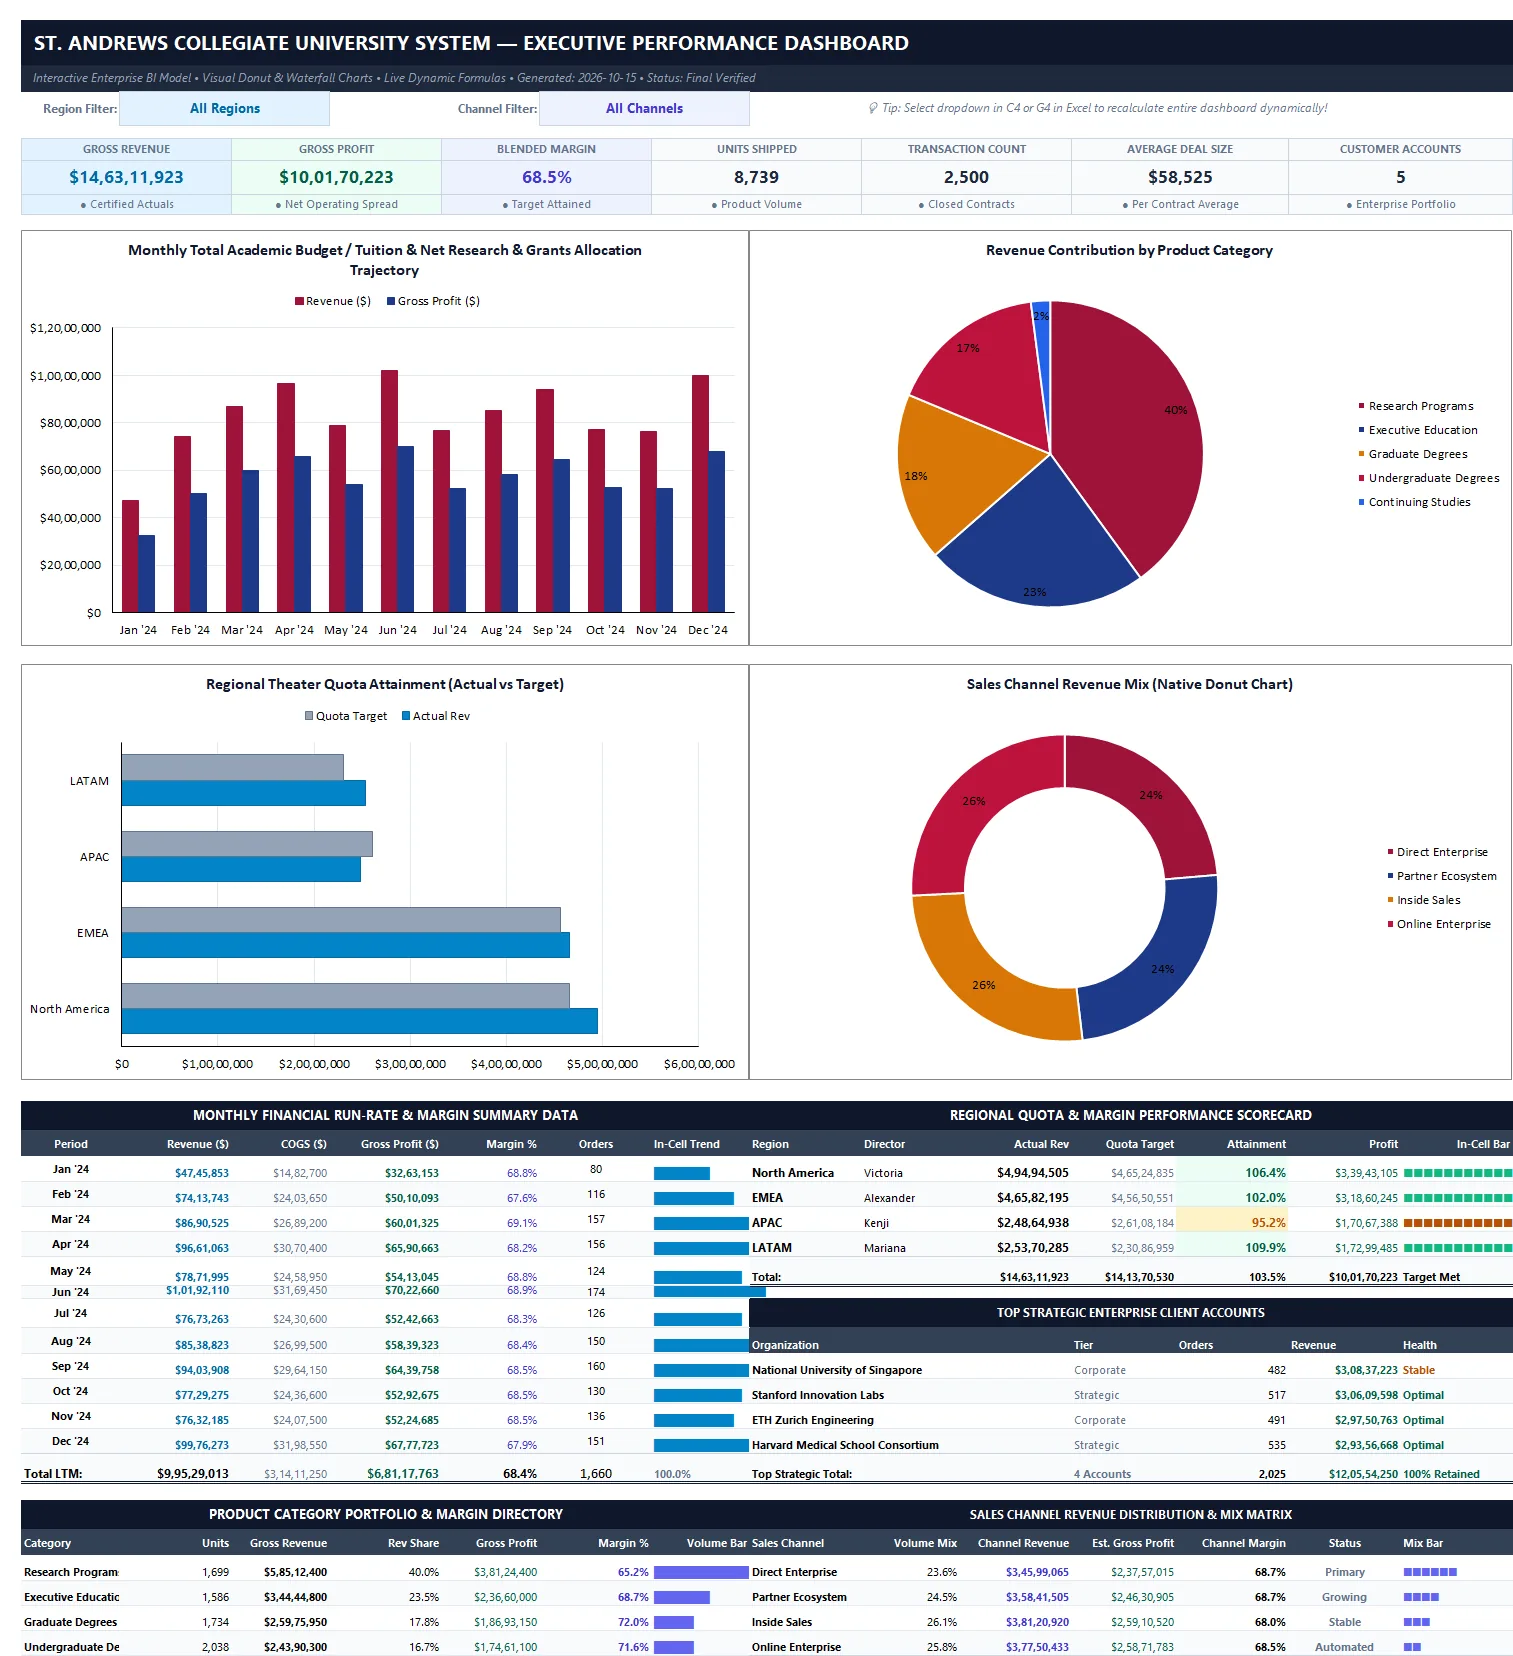 ST. ANDREWS COLLEGIATE UNIVERSITY SYSTEM — EXECUTIVE PERFORMANCE DASHBOARD
Interactive Enterprise BI Model • Visual Donut & Waterfall Charts • Live Dynamic Formulas • Generated: 2026-10-15 • Status: Final Verified
Region Filter: All Regions Channel Filter: All Channels 💡 Tip: Select dropdown in C4 or G4 in Excel to recalculate entire dashboard dynamically!
GROSS REVENUE GROSS PROFIT BLENDED MARGIN UNITS SHIPPED TRANSACTION COUNT AVERAGE DEAL SIZE CUSTOMER ACCOUNTS
$14,63,11,923 $10,01,70,223 68.5% 8,739 2,500 $58,525 5
● Certified Actuals ● Net Operating Spread ● Target Attained ● Product Volume ● Closed Contracts ● Per Contract Average ● Enterprise Portfolio
Monthly Total Academic Budget / Tuition & Net Research & Grants Allocation
Trajectory
Revenue ($) Gross Profit ($)
$1,20,00,000
$1,00,00,000
$80,00,000
$60,00,000
$40,00,000
$20,00,000
$0
Jan '24 Feb '24 Mar '24 Apr '24 May '24 Jun '24 Jul '24 Aug '24 Sep '24 Oct '24 Nov '24 Dec '24
Revenue Contribution by Product Category
2%
17%
40%
18%
23%
Research Programs
Executive Education
Graduate Degrees
Undergraduate Degrees
Continuing Studies
Regional Theater Quota Attainment (Actual vs Target)
Quota Target Actual Rev
LATAM
APAC
EMEA
North America
$0 $1,00,00,000 $2,00,00,000 $3,00,00,000 $4,00,00,000 $5,00,00,000 $6,00,00,000
Sales Channel Revenue Mix (Native Donut Chart)
26% 24%
26% 24%
Direct Enterprise
Partner Ecosystem
Inside Sales
Online Enterprise
MONTHLY FINANCIAL RUN-RATE & MARGIN SUMMARY DATA
Period Revenue ($) COGS ($) Gross Profit ($) Margin % Orders In-Cell Trend
Jan '24 $47,45,853 $14,82,700 $32,63,153 68.8% 80
Feb '24 $74,13,743 $24,03,650 $50,10,093 67.6% 116
Mar '24 $86,90,525 $26,89,200 $60,01,325 69.1% 157
Apr '24 $96,61,063 $30,70,400 $65,90,663 68.2% 156
May '24 $78,71,995 $24,58,950 $54,13,045 68.8% 124
Jun '24 $1,01,92,110 $31,69,450 $70,22,660 68.9% 174
Jul '24 $76,73,263 $24,30,600 $52,42,663 68.3% 126
Aug '24 $85,38,823 $26,99,500 $58,39,323 68.4% 150
Sep '24 $94,03,908 $29,64,150 $64,39,758 68.5% 160
Oct '24 $77,29,275 $24,36,600 $52,92,675 68.5% 130
Nov '24 $76,32,185 $24,07,500 $52,24,685 68.5% 136
Dec '24 $99,76,273 $31,98,550 $67,77,723 67.9% 151
Total LTM: $9,95,29,013 $3,14,11,250 $6,81,17,763 68.4% 1,660 100.0%
REGIONAL QUOTA & MARGIN PERFORMANCE SCORECARD
Region Director Actual Rev Quota Target Attainment Profit In-Cell Bar
North America Victoria $4,94,94,505 $4,65,24,835 106.4% $3,39,43,105
EMEA Alexander $4,65,82,195 $4,56,50,551 102.0% $3,18,60,245
APAC Kenji $2,48,64,938 $2,61,08,184 95.2% $1,70,67,388
LATAM Mariana $2,53,70,285 $2,30,86,959 109.9% $1,72,99,485
Total: $14,63,11,923 $14,13,70,530 103.5% $10,01,70,223 Target Met
TOP STRATEGIC ENTERPRISE CLIENT ACCOUNTS
Organization Tier Orders Revenue Health
National University of Singapore Corporate 482 $3,08,37,223 Stable
Stanford Innovation Labs Strategic 517 $3,06,09,598 Optimal
ETH Zurich Engineering Corporate 491 $2,97,50,763 Optimal
Harvard Medical School Consortium Strategic 535 $2,93,56,668 Optimal
Top Strategic Total: 4 Accounts 2,025 $12,05,54,250 100% Retained
PRODUCT CATEGORY PORTFOLIO & MARGIN DIRECTORY
Category Units Gross Revenue Rev Share Gross Profit Margin % Volume Bar
Research Program 1,699 $5,85,12,400 40.0% $3,81,24,400 65.2%
Executive Educatio 1,586 $3,44,44,800 23.5% $2,36,60,000 68.7%
Graduate Degrees 1,734 $2,59,75,950 17.8% $1,86,93,150 72.0%
Undergraduate De 2,038 $2,43,90,300 16.7% $1,74,61,100 71.6%
SALES CHANNEL REVENUE DISTRIBUTION & MIX MATRIX
Sales Channel Volume Mix Channel Revenue Est. Gross Profit Channel Margin Status Mix Bar
Direct Enterprise 23.6% $3,45,99,065 $2,37,57,015 68.7% Primary
Partner Ecosystem 24.5% $3,58,41,505 $2,46,30,905 68.7% Growing
Inside Sales 26.1% $3,81,20,920 $2,59,10,520 68.0% Stable
Online Enterprise 25.8% $3,77,50,433 $2,58,71,783 68.5% Automated